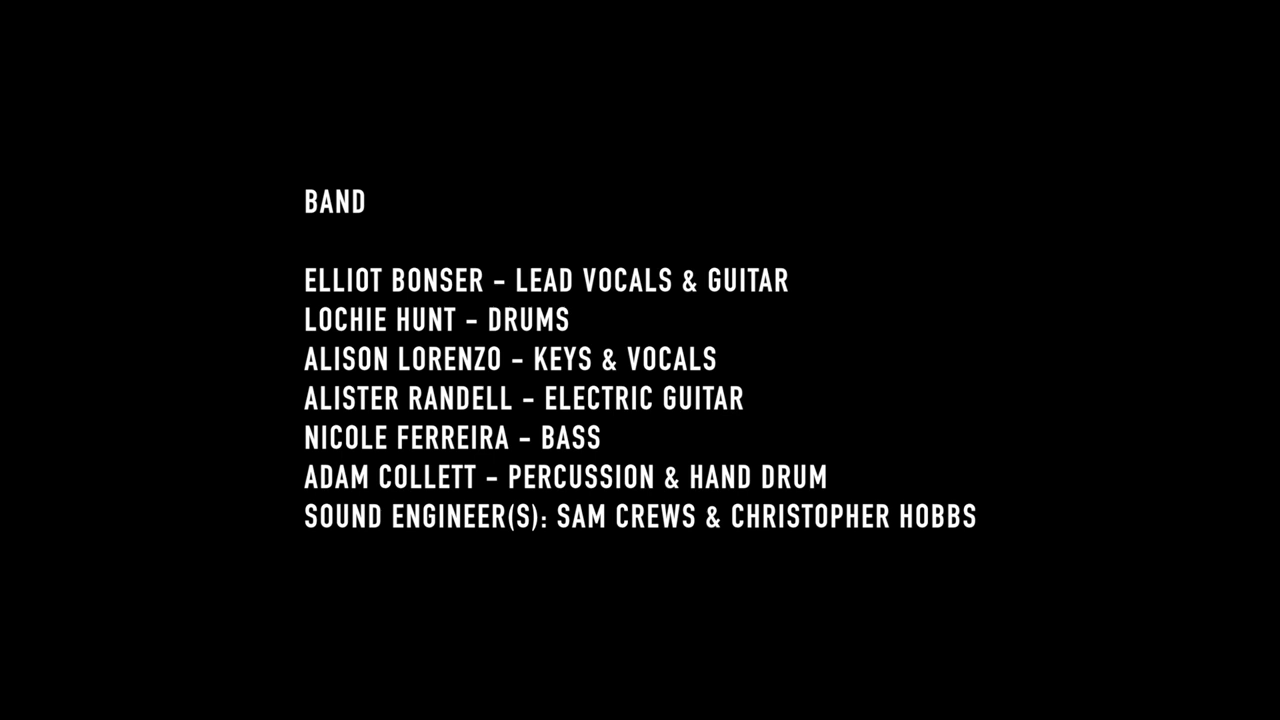 BAND
ELLIOT BONSER - LEAD VOCALS & GUITAR
LOCHIE HUNT - DRUMS
ALISON LORENZO - KEYS & VOCALS
ALISTER RANDELL - ELECTRIC GUITAR
NICOLE FERREIRA - BASS
ADAM COLLETT - PERCUSSION & HAND DRUM
SOUND ENGINEER(S): SAM CREWS & CHRISTOPHER HOBBS